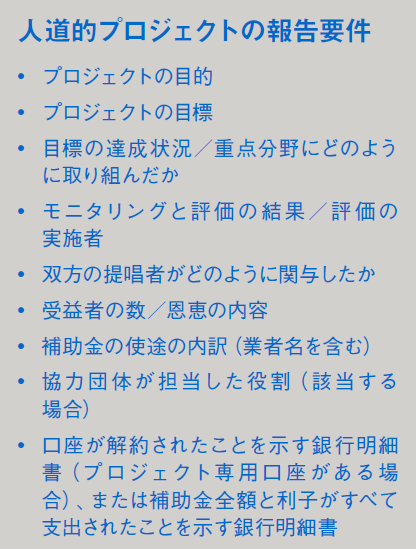 人道的プロジェクトの報告要件
• プロジェクトの目的
• プロジェクトの目標
• 目標の達成状況／重点分野にどのよう
に取り組んだか
• モニタリングと評価の結果／評価の
実施者
• 双方の提唱者がどのように関与したか
• 受益者の数／恩恵の内容
• 補助金の使途の内訳（業者名を含む）
• 協力団体が担当した役割（該当する
場合）
• 口座が解約されたことを示す銀行明細
書（プロジェクト専用口座がある場
合）、または補助金全額と利子がすべて
支出されたことを示す銀行明細書